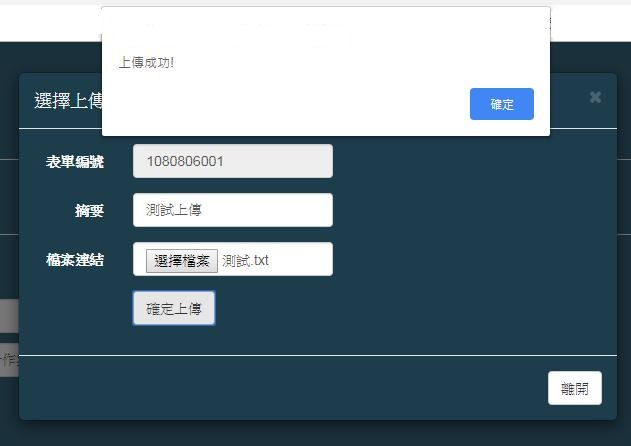 上傳成功!
確定
選擇上傳
×
表單編號 1080806001
摘要 測試上傳
檔案連結 選擇檔案 測試.txt
確定上傳
離開